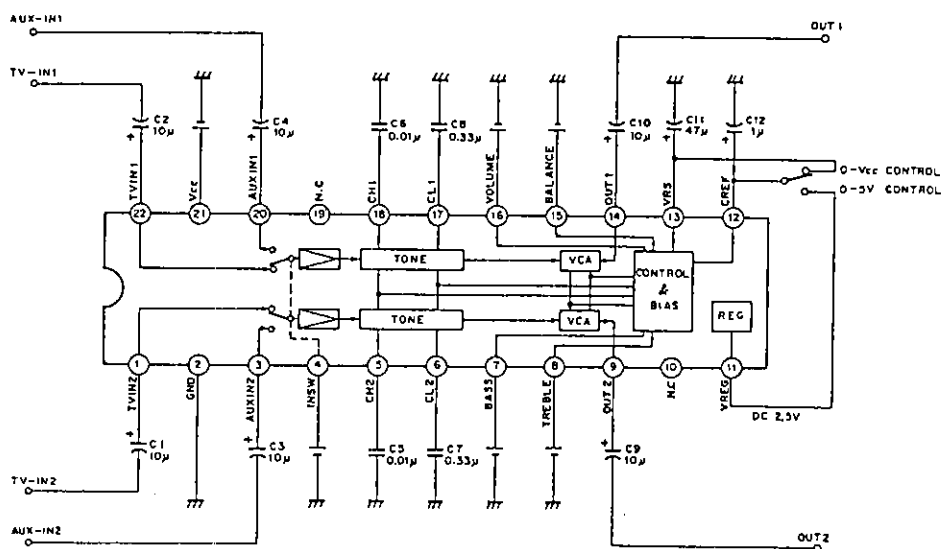 AUX-IN1
OUT 1
TV-IN1
C2 10μ
C4 10μ
C6 0.01μ
C8 0.33μ
C10 10μ
C11 47μ
C12 1μ
TVIN1
Vcc
AUXIN1
N.C
CH1
CL1
VOLUME
BALANCE
OUT 1
VRS
CREF
0-Vcc CONTROL
0-5V CONTROL
22 21 20 19 18 17 16 15 14 13 12
TONE
VCA
CONTROL & BIAS
TONE
VCA
REG
1 2 3 4 5 6 7 8 9 10 11
TVIN2
GND
AUXIN2
INSW
CH2
CL2
BASS
TREBLE
OUT 2
N.C
VREG
DC 2,5V
C1 10μ
C3 10μ
C5 0.01μ
C7 0.33μ
C9 10μ
TV-IN2
AUX-IN2
OUT2